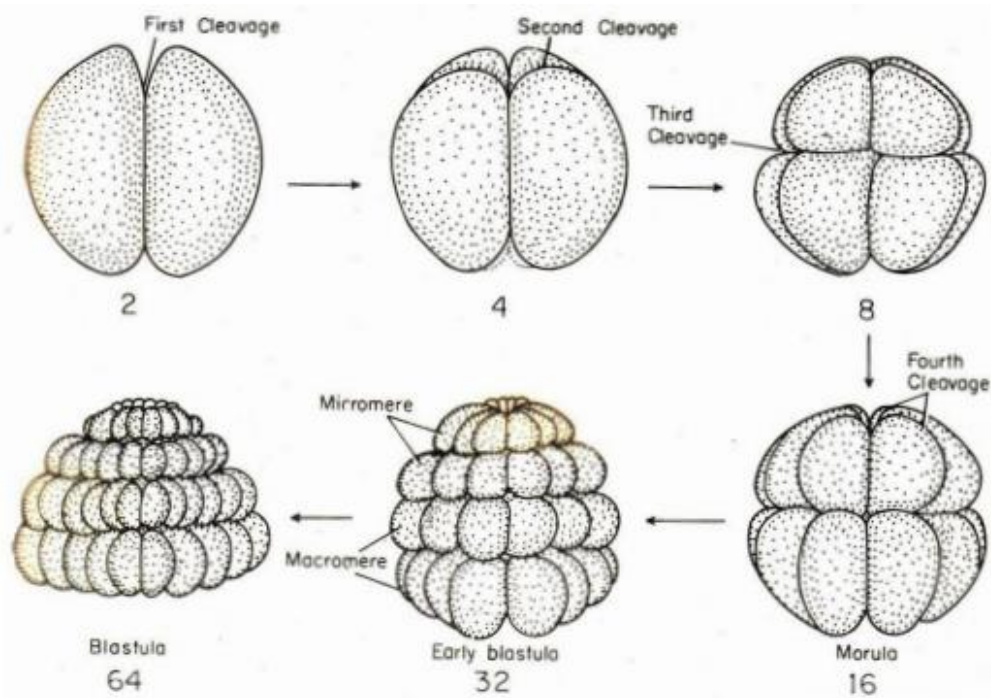 First Cleavage
Second Cleavage
Third
Cleavage
2
4
8
Fourth
Cleavage
Mirromere
Macromere
Blastula
Early blastula
Morula
64
32
16